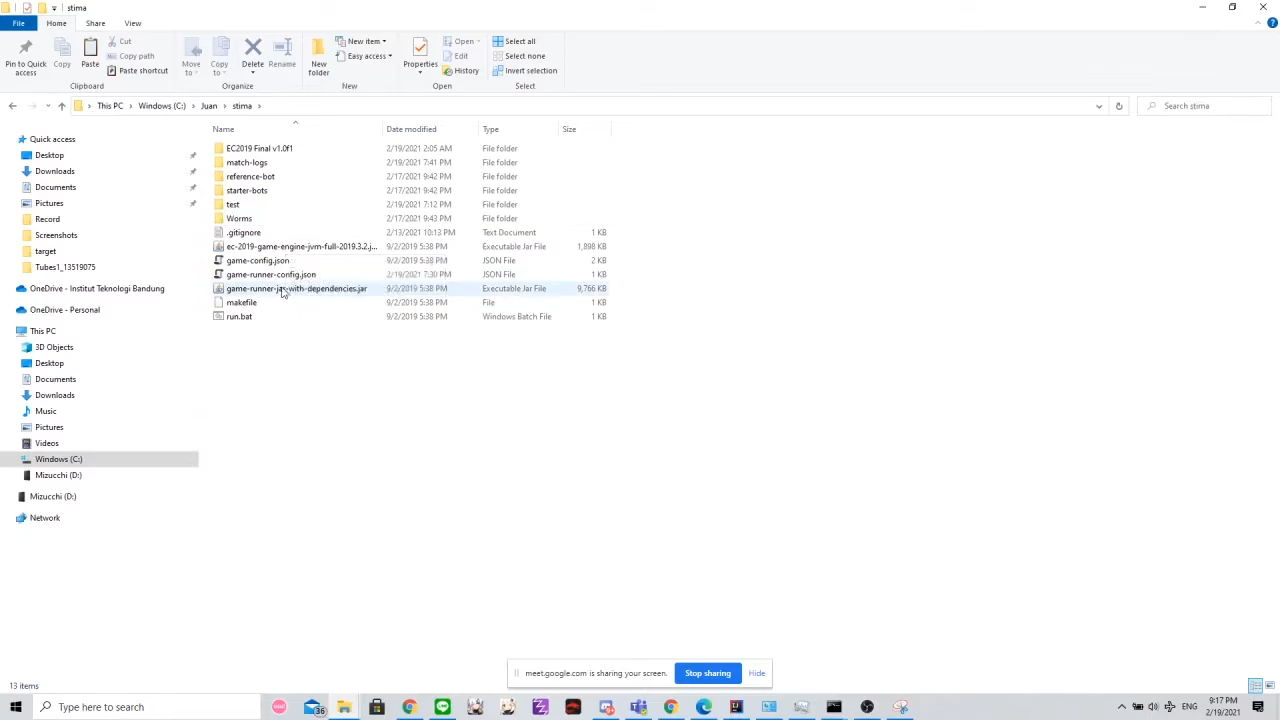 stima
File Home Share View
Pin to Quick access
Copy
Paste
Cut
Copy path
Paste shortcut
Clipboard
Move to
Copy to
Delete
Rename
Organize
New folder
New item
Easy access
New
Properties
Open
Edit
History
Open
Select all
Select none
Invert selection
Select
This PC Windows (C:) Juan stima
Search stima
Quick access
Desktop
Downloads
Documents
Pictures
Record
Screenshots
target
Tubes1_13519075
OneDrive - Institut Teknologi Bandung
OneDrive - Personal
This PC
3D Objects
Desktop
Documents
Downloads
Music
Pictures
Videos
Windows (C:)
Mizucchi (D:)
Mizucchi (D:)
Network
Name Date modified Type Size
EC2019 Final v1.0f1 2/19/2021 2:05 AM File folder
match-logs 2/19/2021 7:41 PM File folder
reference-bot 2/17/2021 9:42 PM File folder
starter-bots 2/17/2021 9:42 PM File folder
test 2/19/2021 7:12 PM File folder
Worms 2/17/2021 9:43 PM File folder
.gitignore 2/13/2021 10:13 PM Text Document 1 KB
ec-2019-game-engine-jvm-full-2019.3.2.j... 9/2/2019 5:38 PM Executable Jar File 1,898 KB
game-config.json 9/2/2019 5:38 PM JSON File 2 KB
game-runner-config.json 2/19/2021 7:30 PM JSON File 1 KB
game-runner-jar-with-dependencies.jar 9/2/2019 5:38 PM Executable Jar File 9,766 KB
makefile 9/2/2019 5:38 PM File 1 KB
run.bat 9/2/2019 5:38 PM Windows Batch File 1 KB
meet.google.com is sharing your screen. Stop sharing Hide
13 items
Type here to search
36
ENG
9:17 PM
2/19/2021